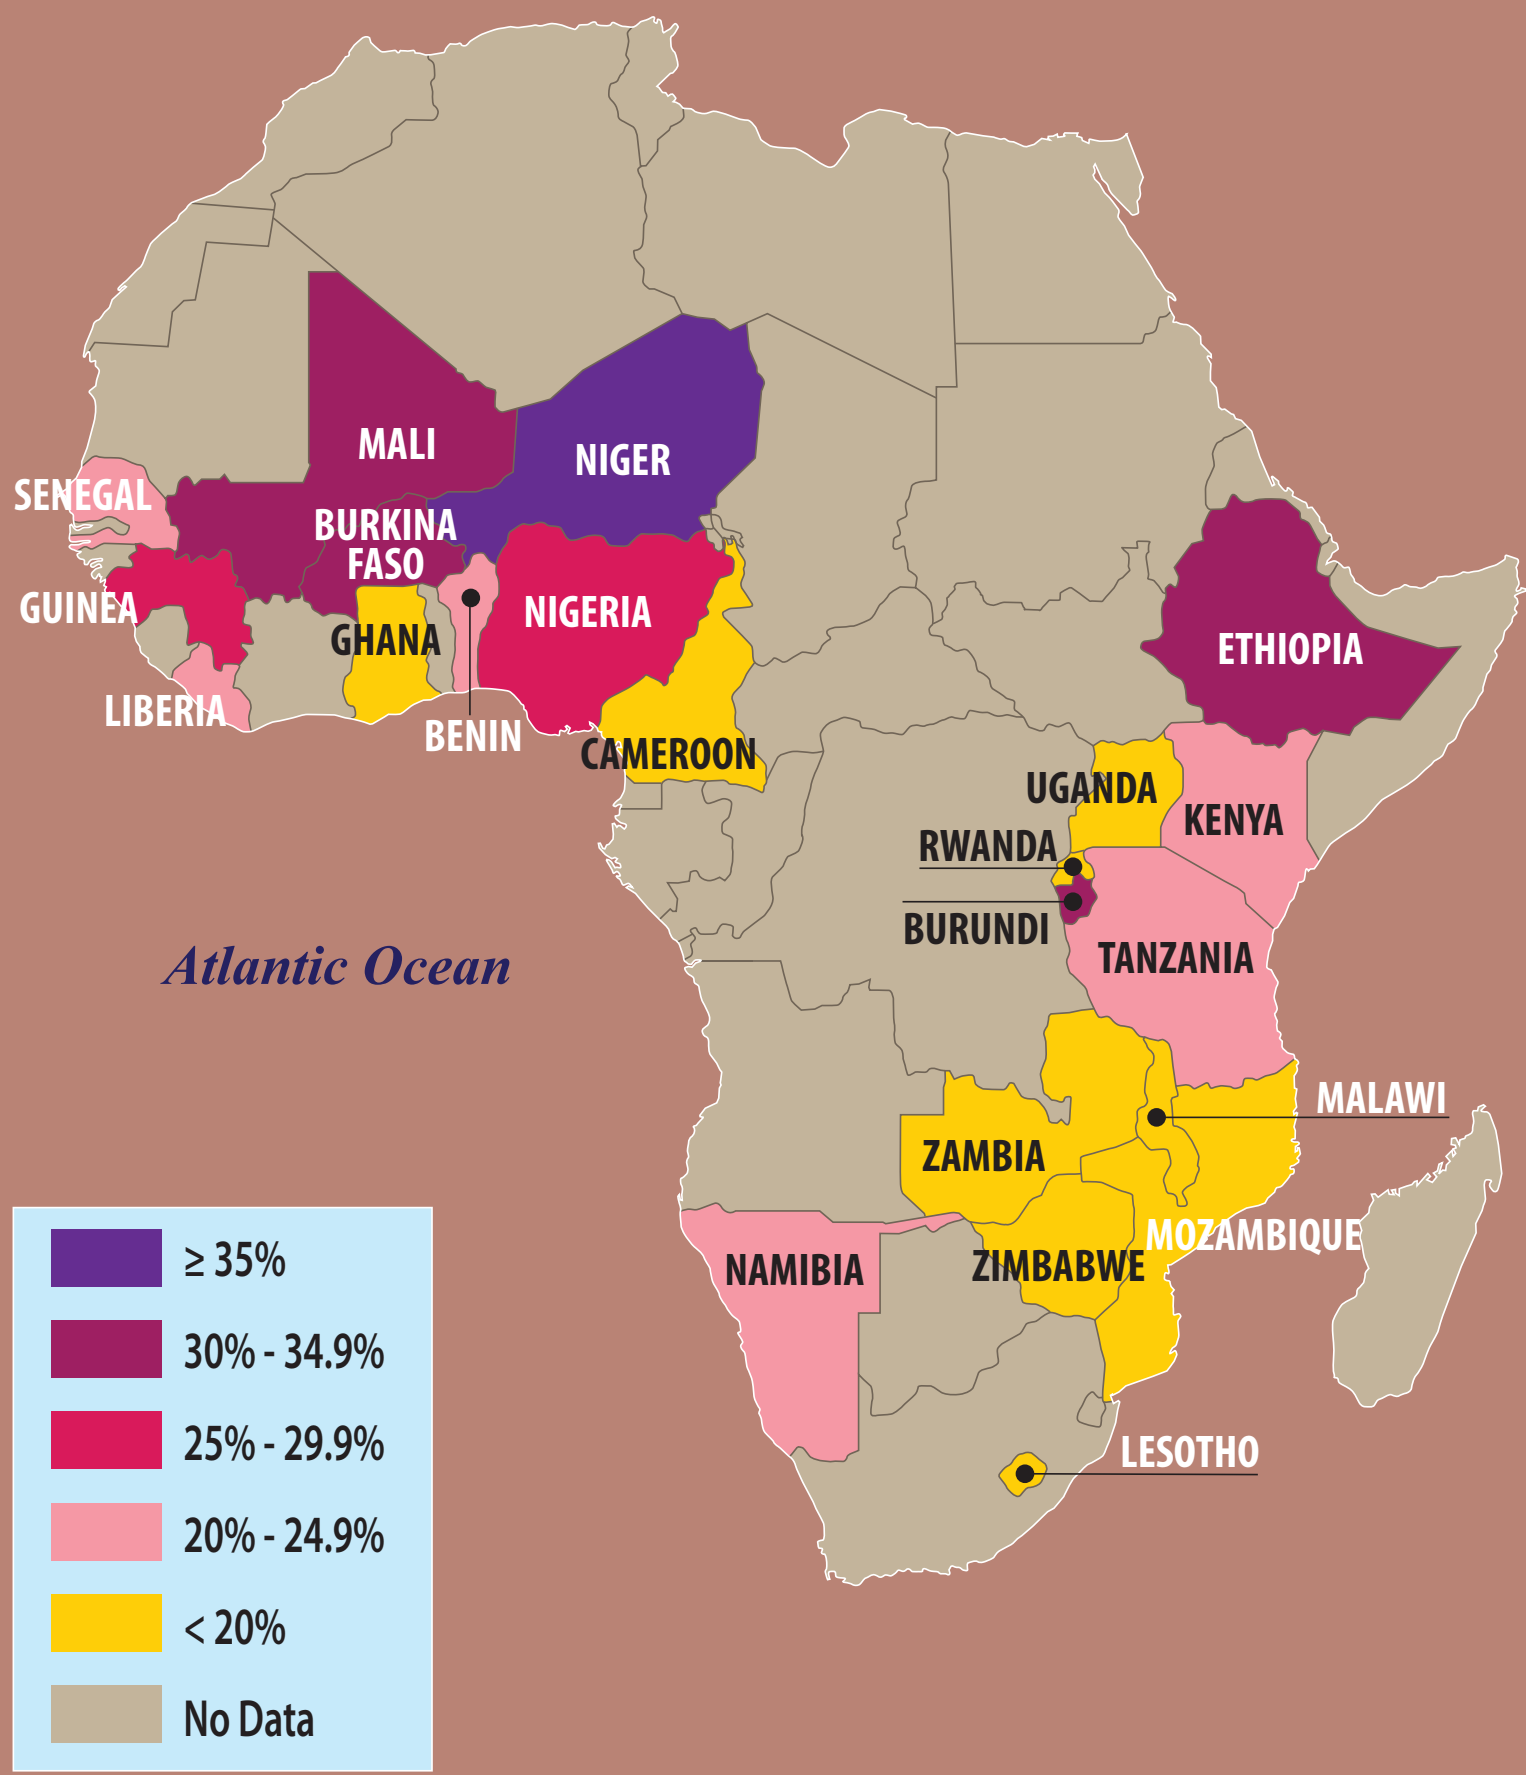 MALI
NIGER
SENEGAL
BURKINA
FASO
GUINEA
NIGERIA
GHANA
ETHIOPIA
LIBERIA
BENIN
CAMEROON
UGANDA
KENYA
RWANDA
BURUNDI
TANZANIA
Atlantic Ocean
MALAWI
ZAMBIA
MOZAMBIQUE
NAMIBIA
ZIMBABWE
LESOTHO
≥ 35%
30% - 34.9%
25% - 29.9%
20% - 24.9%
< 20%
No Data